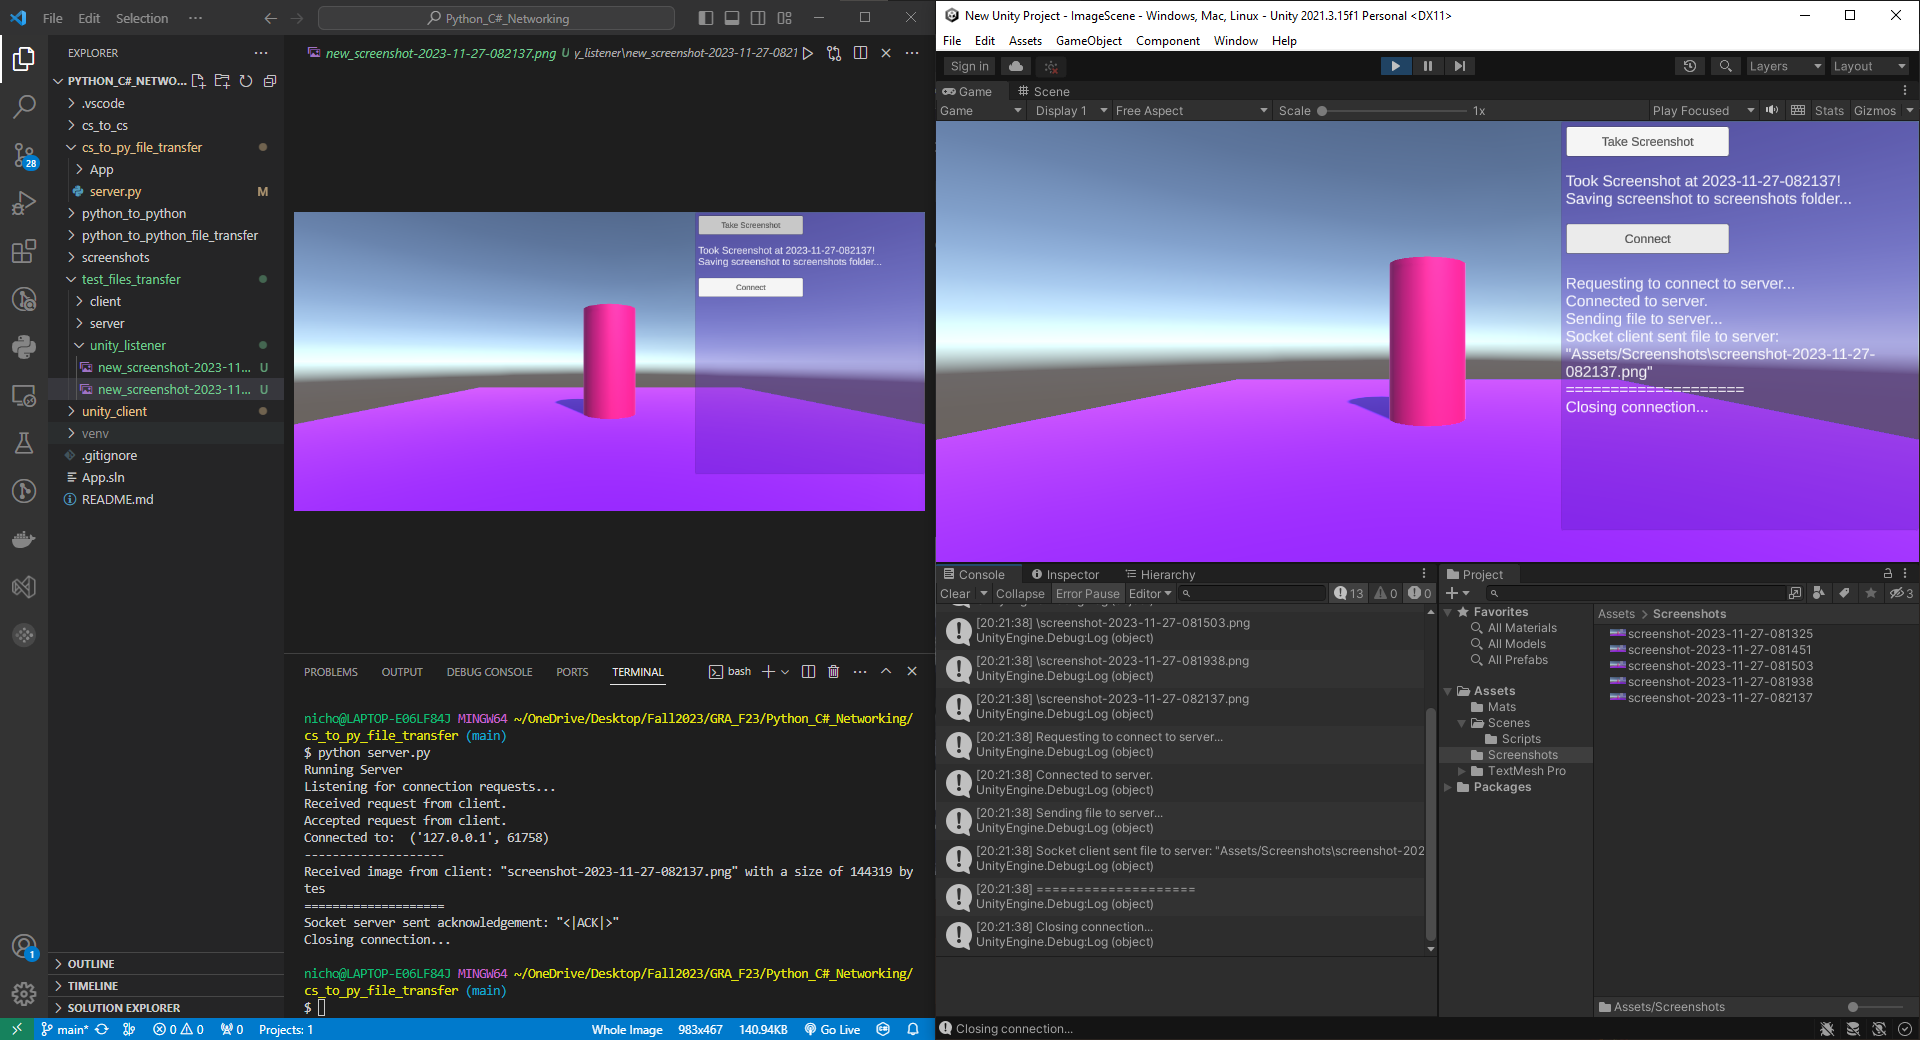 File Edit Selection ···
Python_C#_Networking
EXPLORER
PYTHON_C#_NETWO...
.vscode
cs_to_cs
cs_to_py_file_transfer
App
server.py M
python_to_python
python_to_python_file_transfer
screenshots
test_files_transfer
client
server
unity_listener
new_screenshot-2023-11... U
new_screenshot-2023-11... U
unity_client
venv
.gitignore
App.sln
README.md
OUTLINE
TIMELINE
SOLUTION EXPLORER
28
1
new_screenshot-2023-11-27-082137.png U y_listener\new_screenshot-2023-11-27-0821
Take Screenshot
Took Screenshot at 2023-11-27-082137!
Saving screenshot to screenshots folder...
Connect
PROBLEMS OUTPUT DEBUG CONSOLE PORTS TERMINAL bash
nicho@LAPTOP-E06LF84J MINGW64 ~/OneDrive/Desktop/Fall2023/GRA_F23/Python_C#_Networking/
cs_to_py_file_transfer (main)
$ python server.py
Running Server
Listening for connection requests...
Received request from client.
Accepted request from client.
Connected to:  ('127.0.0.1', 61758)
--------------------
Received image from client: "screenshot-2023-11-27-082137.png" with a size of 144319 by
tes
====================
Socket server sent acknowledgement: "<|ACK|>"
Closing connection...
nicho@LAPTOP-E06LF84J MINGW64 ~/OneDrive/Desktop/Fall2023/GRA_F23/Python_C#_Networking/
cs_to_py_file_transfer (main)
$
main* 0 0 0 Projects: 1 Whole Image 983x467 140.94KB Go Live
New Unity Project - ImageScene - Windows, Mac, Linux - Unity 2021.3.15f1 Personal <DX11>
File Edit Assets GameObject Component Window Help
Sign in Layers Layout
Game Scene
Game Display 1 Free Aspect Scale 1x Play Focused Stats Gizmos
Take Screenshot
Took Screenshot at 2023-11-27-082137!
Saving screenshot to screenshots folder...
Connect
Requesting to connect to server...
Connected to server.
Sending file to server...
Socket client sent file to server:
"Assets/Screenshots\screenshot-2023-11-27-
082137.png"
====================
Closing connection...
Console Inspector Hierarchy
Clear Collapse Error Pause Editor 13 0 0
[20:21:38] \screenshot-2023-11-27-081503.png
UnityEngine.Debug:Log (object)
[20:21:38] \screenshot-2023-11-27-081938.png
UnityEngine.Debug:Log (object)
[20:21:38] \screenshot-2023-11-27-082137.png
UnityEngine.Debug:Log (object)
[20:21:38] Requesting to connect to server...
UnityEngine.Debug:Log (object)
[20:21:38] Connected to server.
UnityEngine.Debug:Log (object)
[20:21:38] Sending file to server...
UnityEngine.Debug:Log (object)
[20:21:38] Socket client sent file to server: "Assets/Screenshots\screenshot-202
UnityEngine.Debug:Log (object)
[20:21:38] ====================
UnityEngine.Debug:Log (object)
[20:21:38] Closing connection...
UnityEngine.Debug:Log (object)
Closing connection...
Project
3
Favorites
All Materials
All Models
All Prefabs
Assets
Mats
Scenes
Scripts
Screenshots
TextMesh Pro
Packages
Assets > Screenshots
screenshot-2023-11-27-081325
screenshot-2023-11-27-081451
screenshot-2023-11-27-081503
screenshot-2023-11-27-081938
screenshot-2023-11-27-082137
Assets/Screenshots